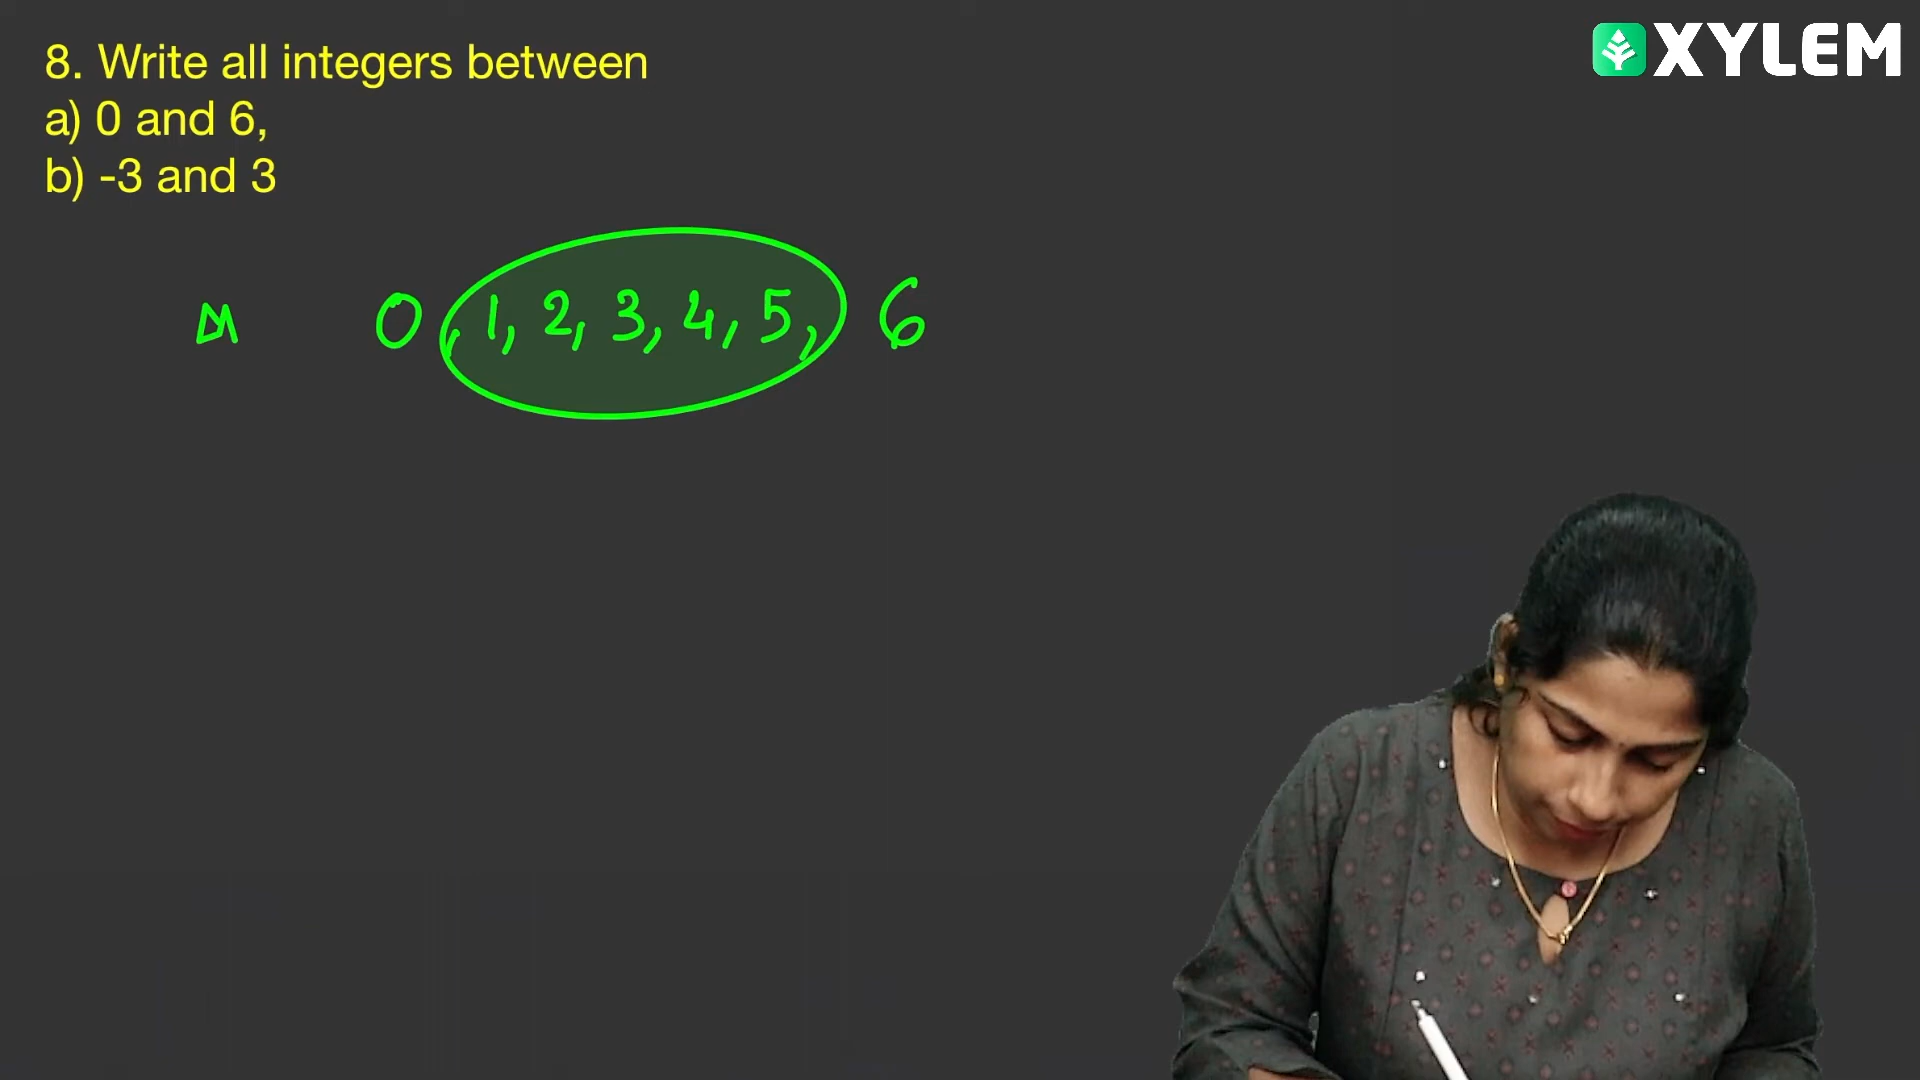 XYLEM
8. Write all integers between
a) 0 and 6,
b) -3 and 3
0, 1, 2, 3, 4, 5, 6